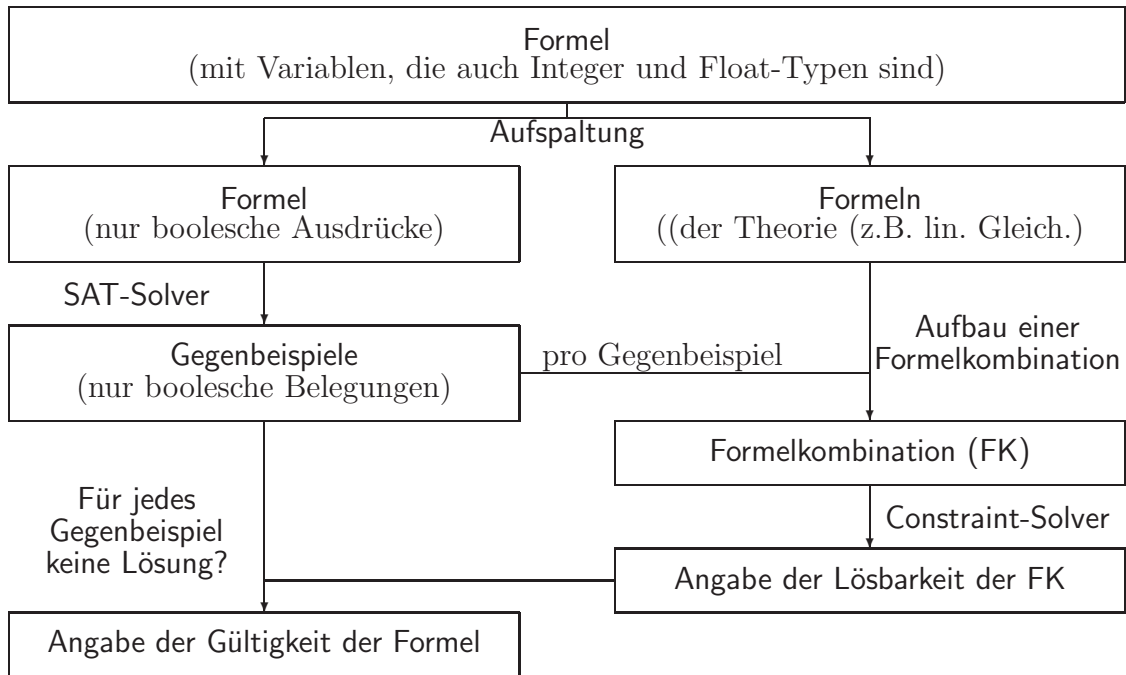 Formel
(mit Variablen, die auch Integer und Float-Typen sind)
Aufspaltung
Formel
(nur boolesche Ausdrücke)
Formeln
((der Theorie (z.B. lin. Gleich.)
SAT-Solver
Aufbau einer
Formelkombination
Gegenbeispiele
(nur boolesche Belegungen)
pro Gegenbeispiel
Formelkombination (FK)
Für jedes
Gegenbeispiel
keine Lösung?
Constraint-Solver
Angabe der Lösbarkeit der FK
Angabe der Gültigkeit der Formel